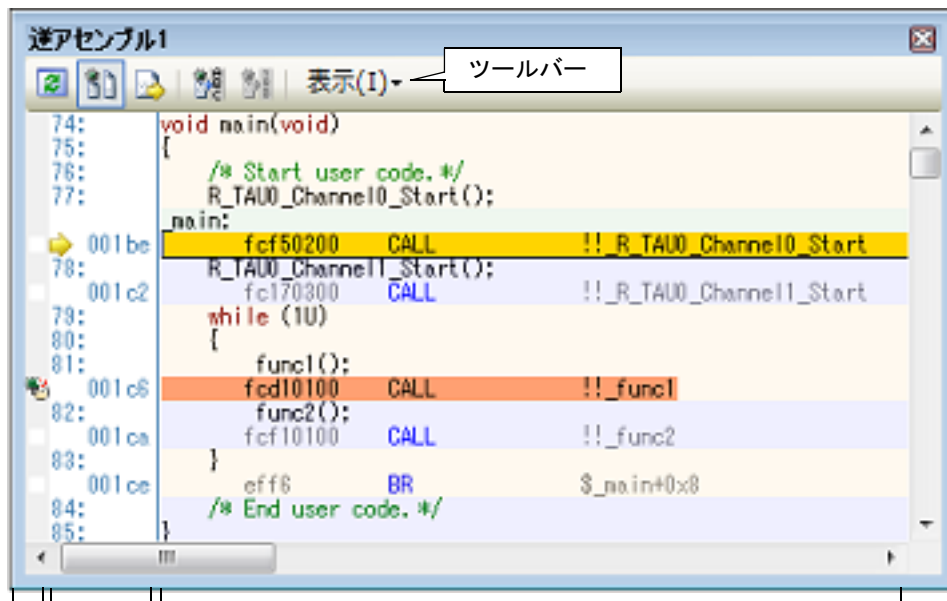 逆アセンブル1
表示(I)
ツールバー
74: void main(void)
75: {
76: /* Start user code. */
77: R_TAU0_Channel0_Start();
_main:
001be fcf50200 CALL !!_R_TAU0_Channel0_Start
78: R_TAU0_Channel1_Start();
001c2 fc170300 CALL !!_R_TAU0_Channel1_Start
79: while (1U)
80: {
81: func1();
001c6 fcd10100 CALL !!_func1
82: func2();
001ca fcf10100 CALL !!_func2
83: }
001ce eff6 BR $_main+0x8
84: /* End user code. */
85: }